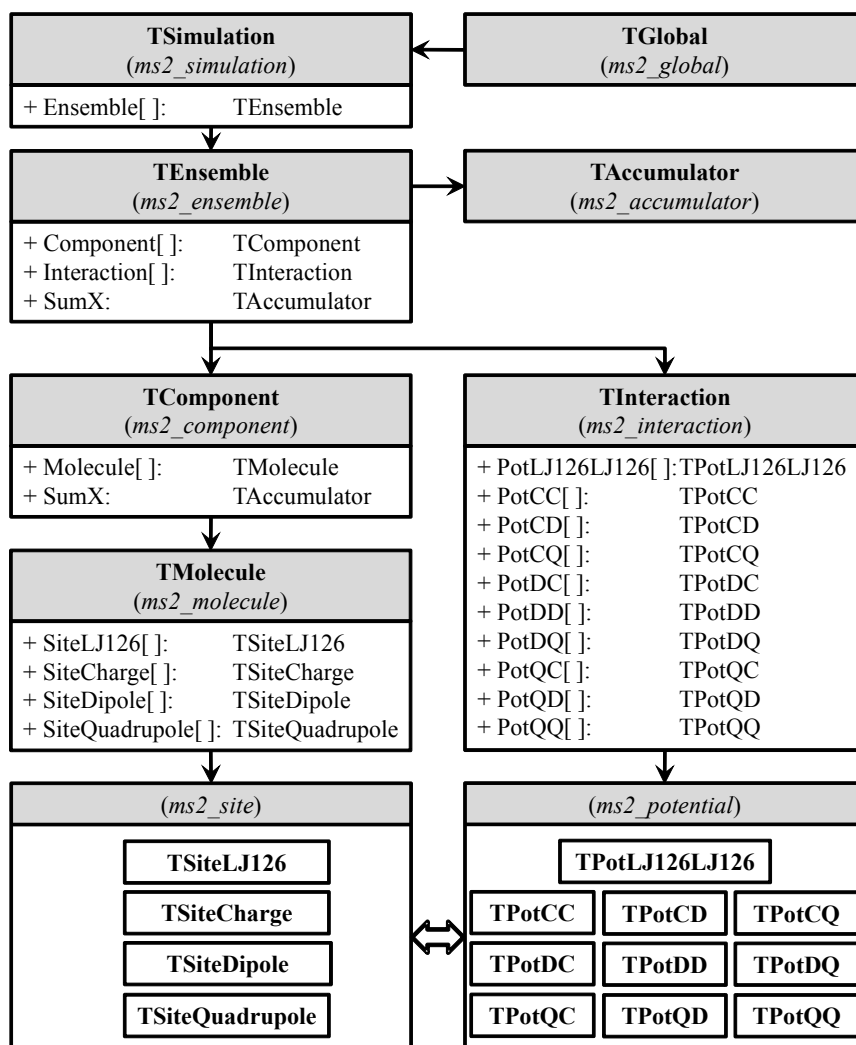 TSimulation
(ms2_simulation)
+ Ensemble[ ]: TEnsemble
TGlobal
(ms2_global)
TEnsemble
(ms2_ensemble)
+ Component[ ]: TComponent
+ Interaction[ ]: TInteraction
+ SumX: TAccumulator
TAccumulator
(ms2_accumulator)
TComponent
(ms2_component)
+ Molecule[ ]: TMolecule
+ SumX: TAccumulator
TMolecule
(ms2_molecule)
+ SiteLJ126[ ]: TSiteLJ126
+ SiteCharge[ ]: TSiteCharge
+ SiteDipole[ ]: TSiteDipole
+ SiteQuadrupole[ ]: TSiteQuadrupole
TInteraction
(ms2_interaction)
+ PotLJ126LJ126[ ]: TPotLJ126LJ126
+ PotCC[ ]: TPotCC
+ PotCD[ ]: TPotCD
+ PotCQ[ ]: TPotCQ
+ PotDC[ ]: TPotDC
+ PotDD[ ]: TPotDD
+ PotDQ[ ]: TPotDQ
+ PotQC[ ]: TPotQC
+ PotQD[ ]: TPotQD
+ PotQQ[ ]: TPotQQ
(ms2_site)
TSiteLJ126
TSiteCharge
TSiteDipole
TSiteQuadrupole
(ms2_potential)
TPotLJ126LJ126
TPotCC TPotCD TPotCQ
TPotDC TPotDD TPotDQ
TPotQC TPotQD TPotQQ